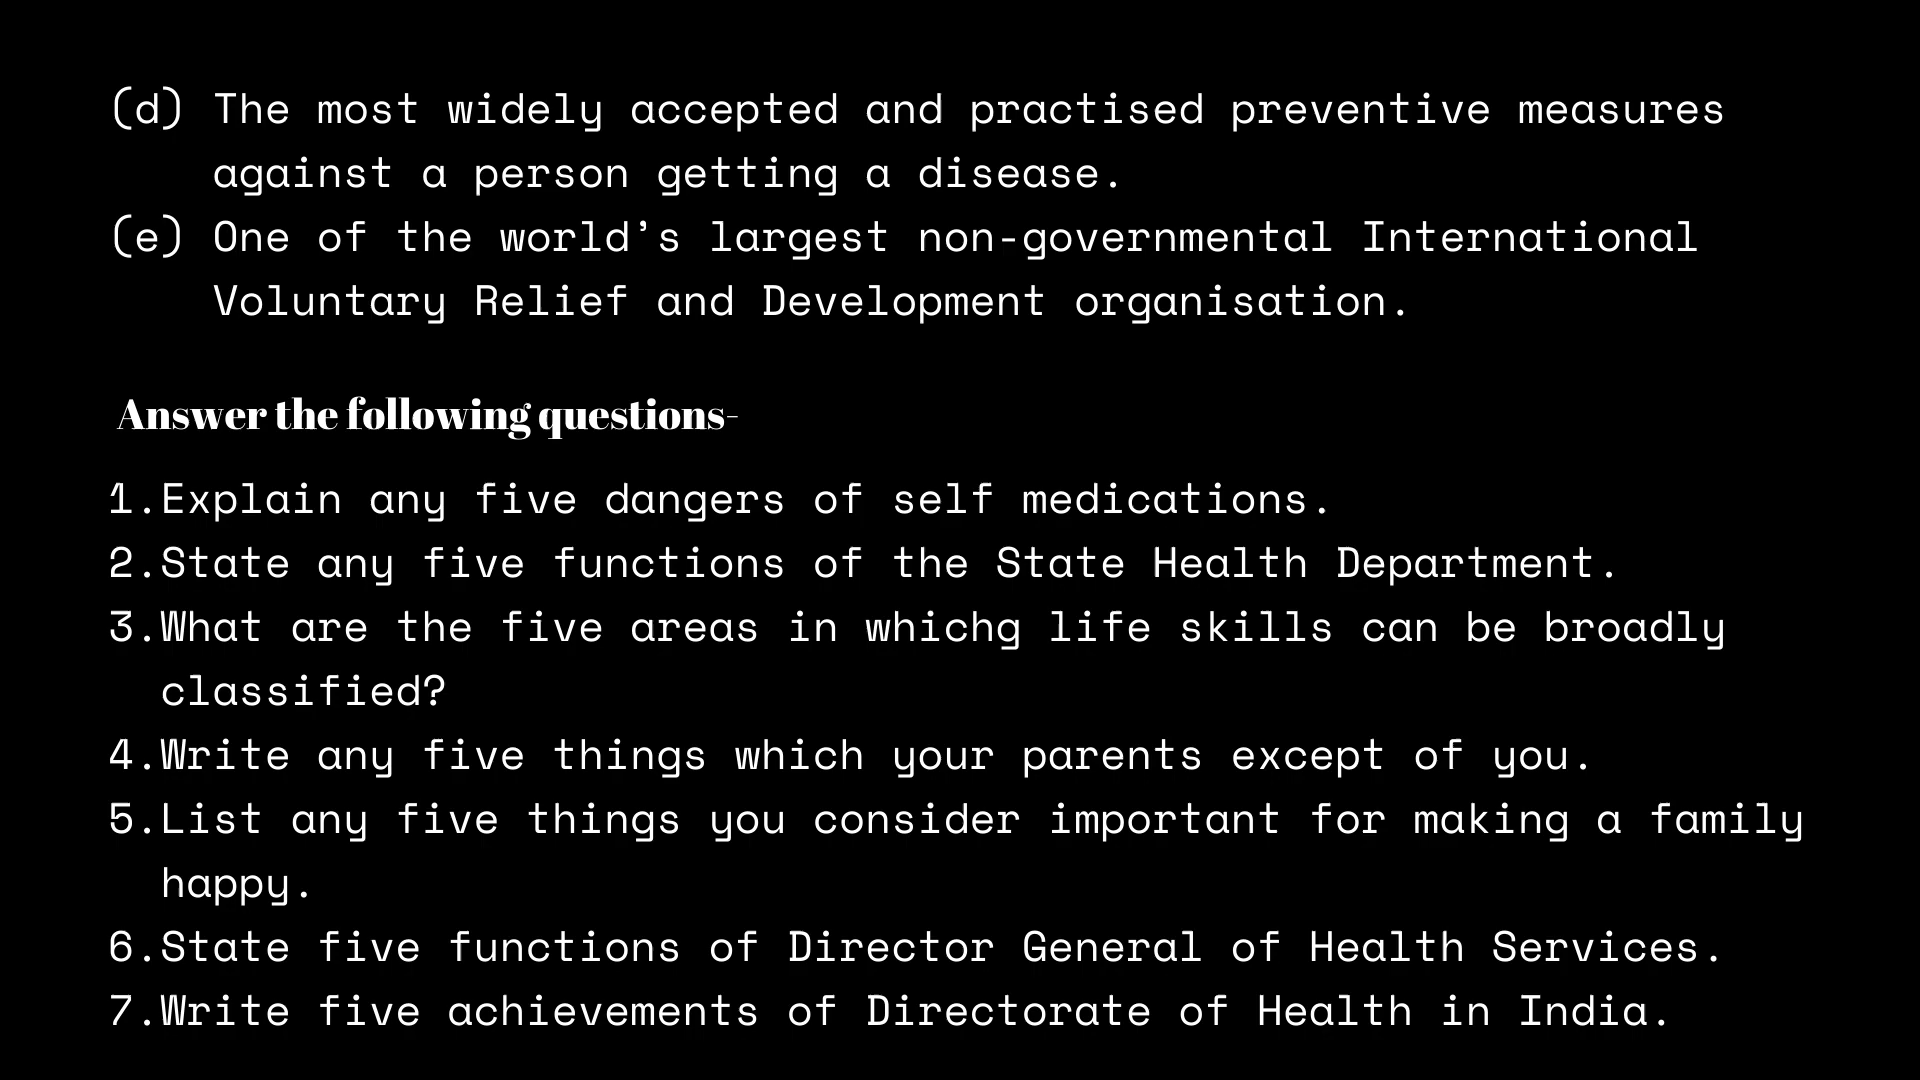 (d) The most widely accepted and practised preventive measures
against a person getting a disease.
(e) One of the world's largest non-governmental International
Voluntary Relief and Development organisation.
Answer the following questions-
1.Explain any five dangers of self medications.
2.State any five functions of the State Health Department.
3.What are the five areas in whichg life skills can be broadly
classified?
4.Write any five things which your parents except of you.
5.List any five things you consider important for making a family
happy.
6.State five functions of Director General of Health Services.
7.Write five achievements of Directorate of Health in India.